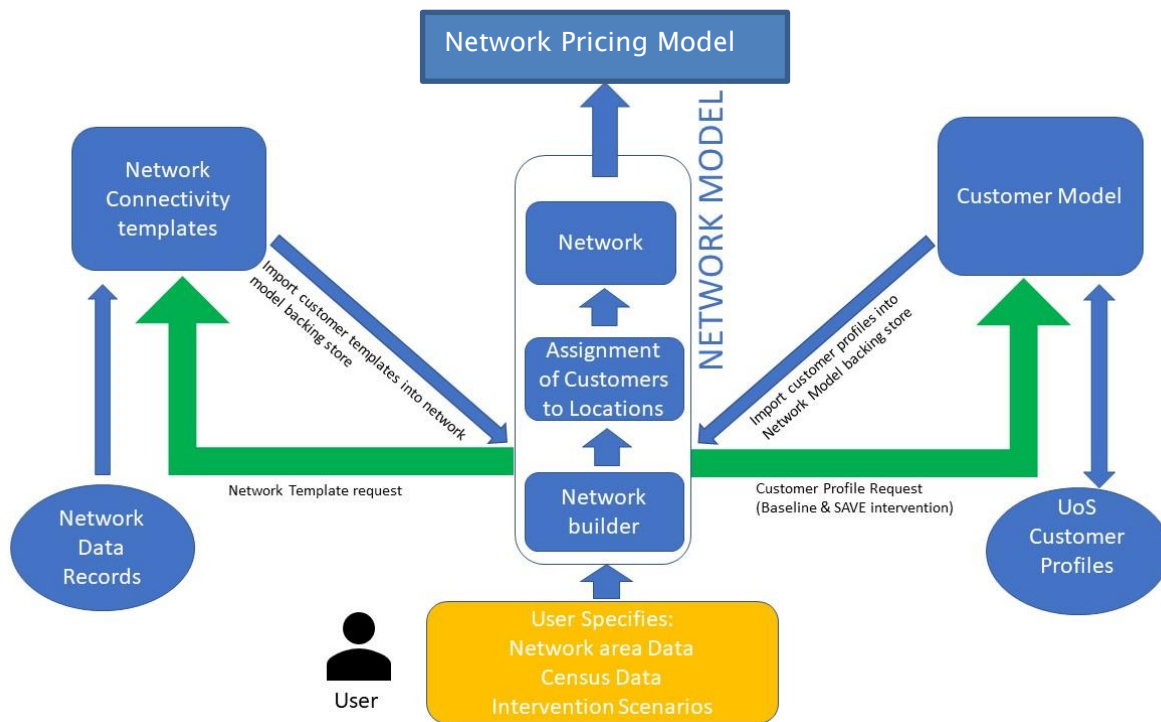 Network Pricing Model
NETWORK MODEL
Network
Connectivity
templates
Customer Model
Network
Import customer templates into network
model backing store
Import customer profiles into
Network Model backing store
Assignment
of Customers
to Locations
Network Template request
Customer Profile Request
(Baseline & SAVE intervention)
Network
builder
Network
Data
Records
UoS
Customer
Profiles
User Specifies:
Network area Data
Census Data
Intervention Scenarios
User